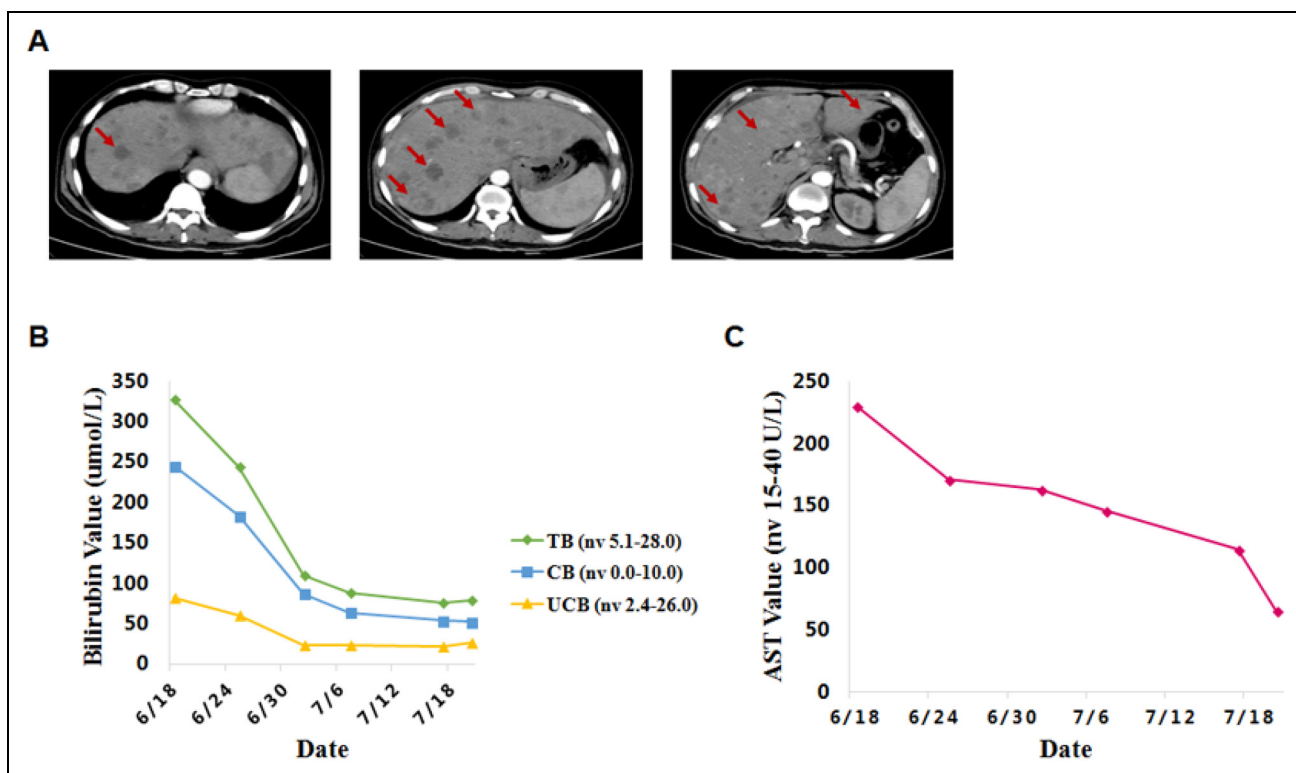 A
B
Bilirubin Value (umol/L)
350
300
250
200
150
100
50
0
6/18
6/24
6/30
7/6
7/12
7/18
Date
TB (nv 5.1-28.0)
CB (nv 0.0-10.0)
UCB (nv 2.4-26.0)
C
AST Value (nv 15-40 U/L)
250
200
150
100
50
0
6/18
6/24
6/30
7/6
7/12
7/18
Date